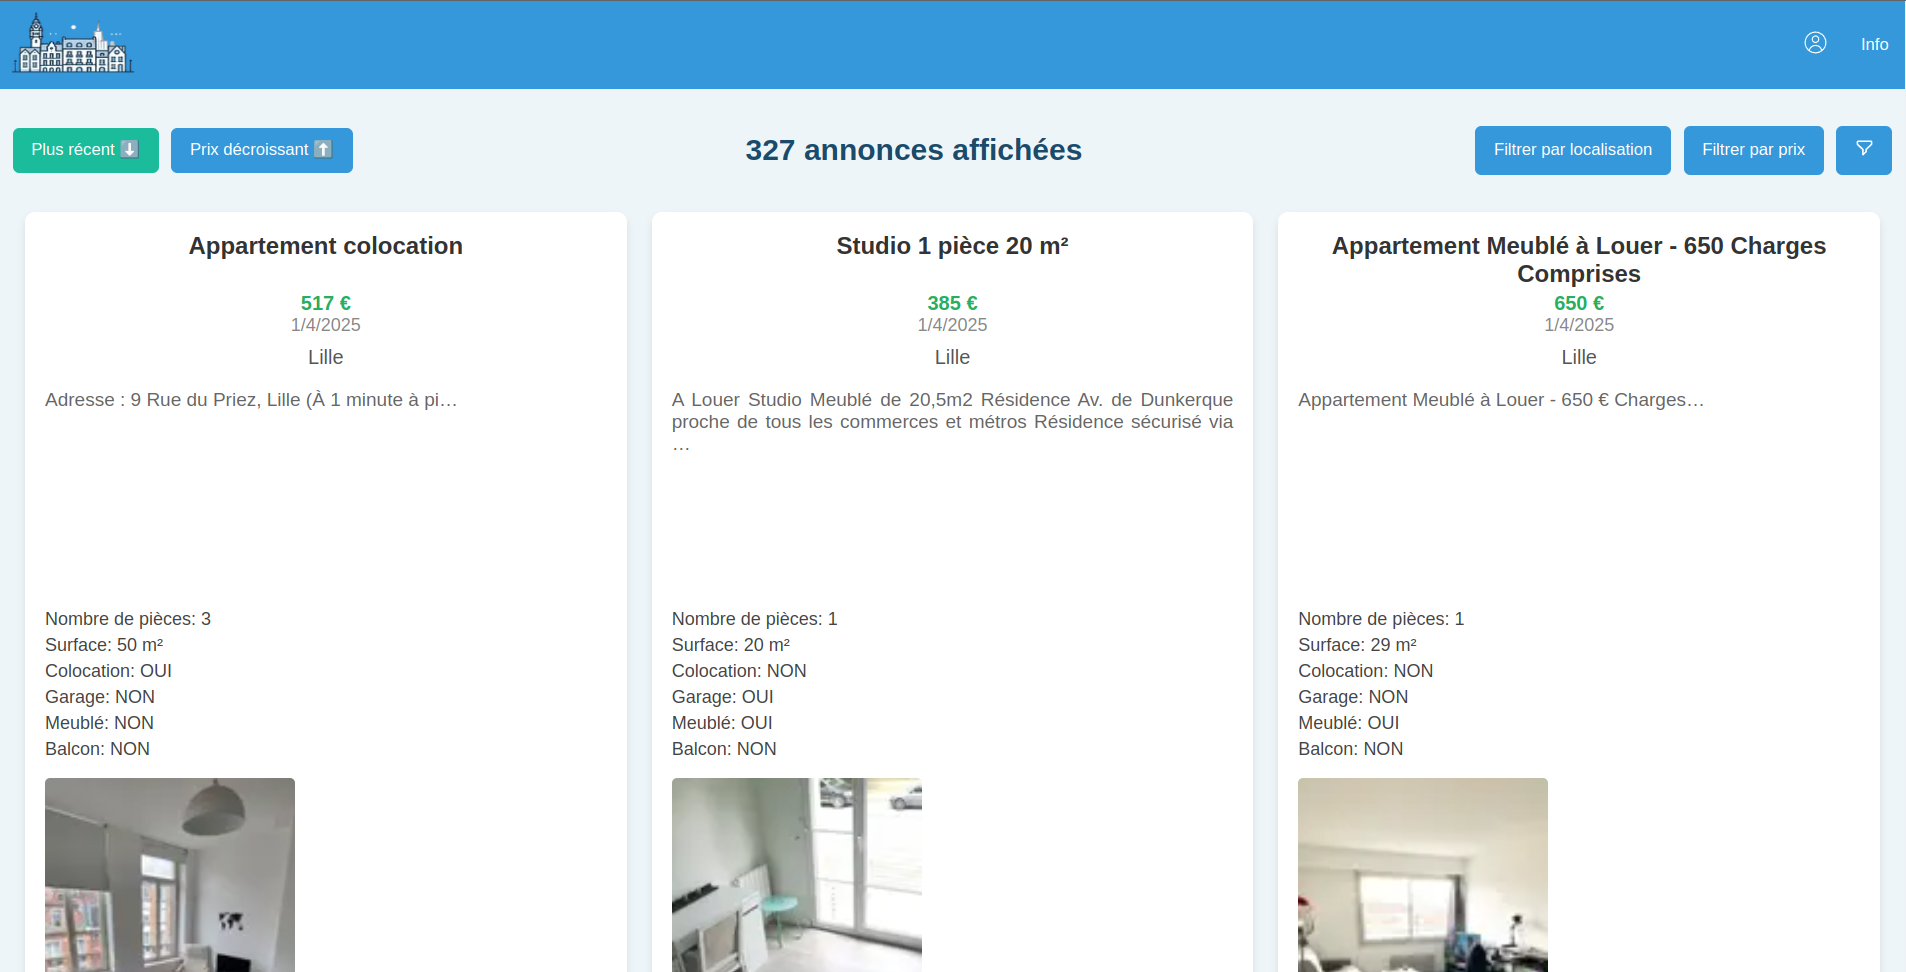 Info
Plus récent ⬇️
Prix décroissant ⬆️
327 annonces affichées
Filtrer par localisation
Filtrer par prix
Appartement colocation
517 €
1/4/2025
Lille
Adresse : 9 Rue du Priez, Lille (À 1 minute à pi…
Nombre de pièces: 3
Surface: 50 m²
Colocation: OUI
Garage: NON
Meublé: NON
Balcon: NON
Studio 1 pièce 20 m²
385 €
1/4/2025
Lille
A Louer Studio Meublé de 20,5m2 Résidence Av. de Dunkerque
proche de tous les commerces et métros Résidence sécurisé via
…
Nombre de pièces: 1
Surface: 20 m²
Colocation: NON
Garage: OUI
Meublé: OUI
Balcon: NON
Appartement Meublé à Louer - 650 Charges
Comprises
650 €
1/4/2025
Lille
Appartement Meublé à Louer - 650 € Charges…
Nombre de pièces: 1
Surface: 29 m²
Colocation: NON
Garage: NON
Meublé: OUI
Balcon: NON